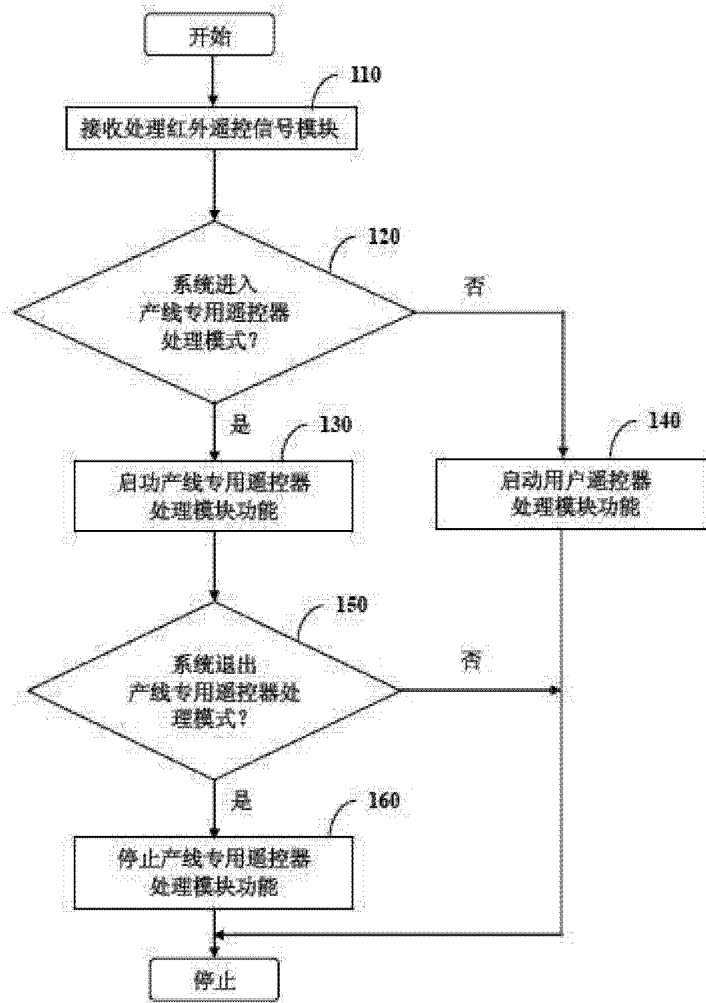 开始
110
接收处理红外遥控信号模块
120
系统进入
产线专用遥控器
处理模式?
否
是
130
140
启功产线专用遥控器
处理模块功能
启动用户遥控器
处理模块功能
150
系统退出
产线专用遥控器处
理模式?
否
是
160
停止产线专用遥控器
处理模块功能
停止